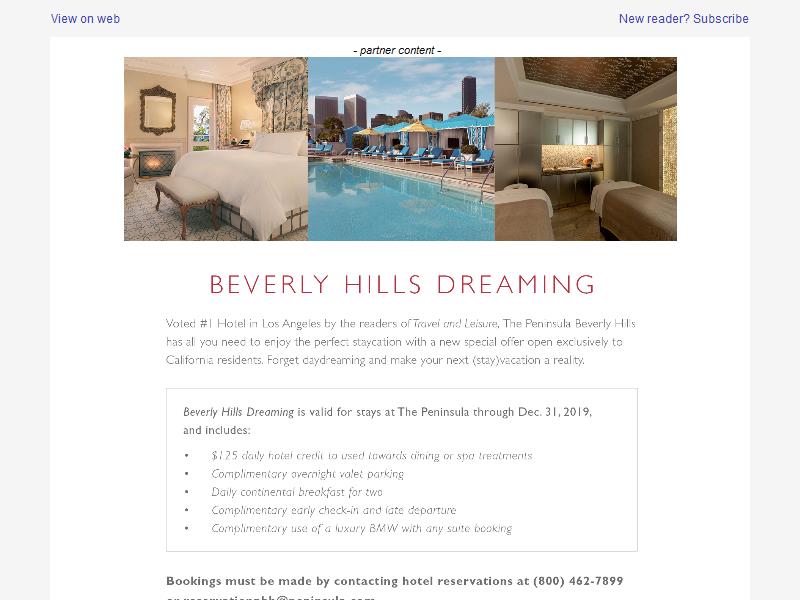 View on web
New reader? Subscribe
- partner content -
BEVERLY HILLS DREAMING
Voted #1 Hotel in Los Angeles by the readers of Travel and Leisure, The Peninsula Beverly Hills
has all you need to enjoy the perfect staycation with a new special offer open exclusively to
California residents. Forget daydreaming and make your next (stay)vacation a reality.
Beverly Hills Dreaming is valid for stays at The Peninsula through Dec. 31, 2019,
and includes:
• $125 daily hotel credit to used towards dining or spa treatments
• Complimentary overnight valet parking
• Daily continental breakfast for two
• Complimentary early check-in and late departure
• Complimentary use of a luxury BMW with any suite booking
Bookings must be made by contacting hotel reservations at (800) 462-7899